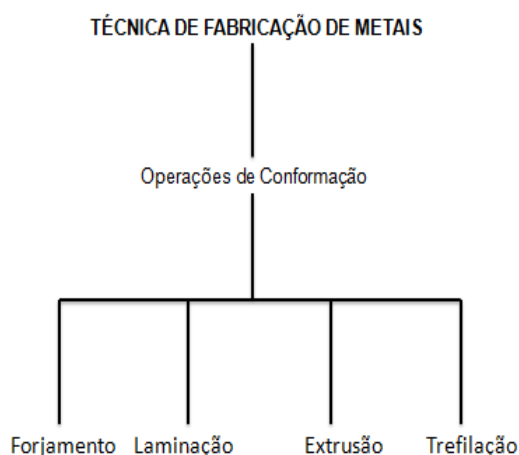 TÉCNICA DE FABRICAÇÃO DE METAIS
Operações de Conformação
Forjamento Laminação Extrusão Trefilação